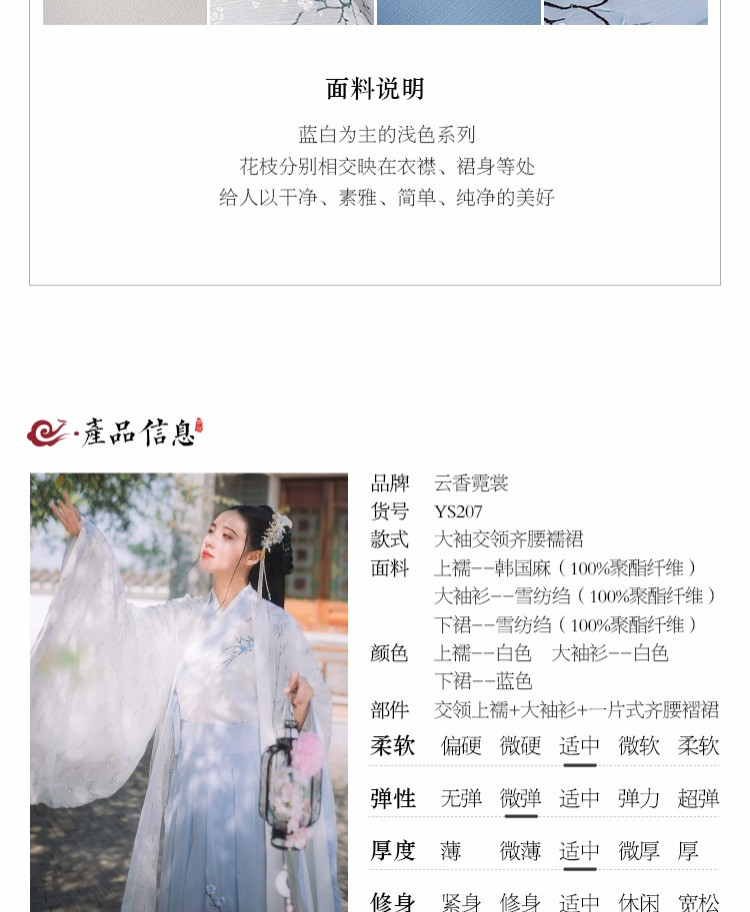 面料说明
蓝白为主的浅色系列
花枝分别相交映在衣襟、裙身等处
给人以干净、素雅、简单、纯净的美好
產品信息
品牌 云香霓裳
货号 YS207
款式 大袖交领齐腰襦裙
面料 上襦--韩国麻（100%聚酯纤维）
大袖衫--雪纺绉（100%聚酯纤维）
下裙--雪纺绉（100%聚酯纤维）
颜色 上襦--白色 大袖衫--白色
下裙--蓝色
部件 交领上襦+大袖衫+一片式齐腰褶裙
柔软 偏硬 微硬 适中 微软 柔软
弹性 无弹 微弹 适中 弹力 超弹
厚度 薄 微薄 适中 微厚 厚
修身 紧身 修身 适中 休闲 宽松